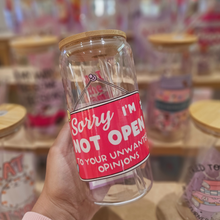 Sorry I'M
NOT OPEN
TO YOUR UNWANTED
OPINIONS